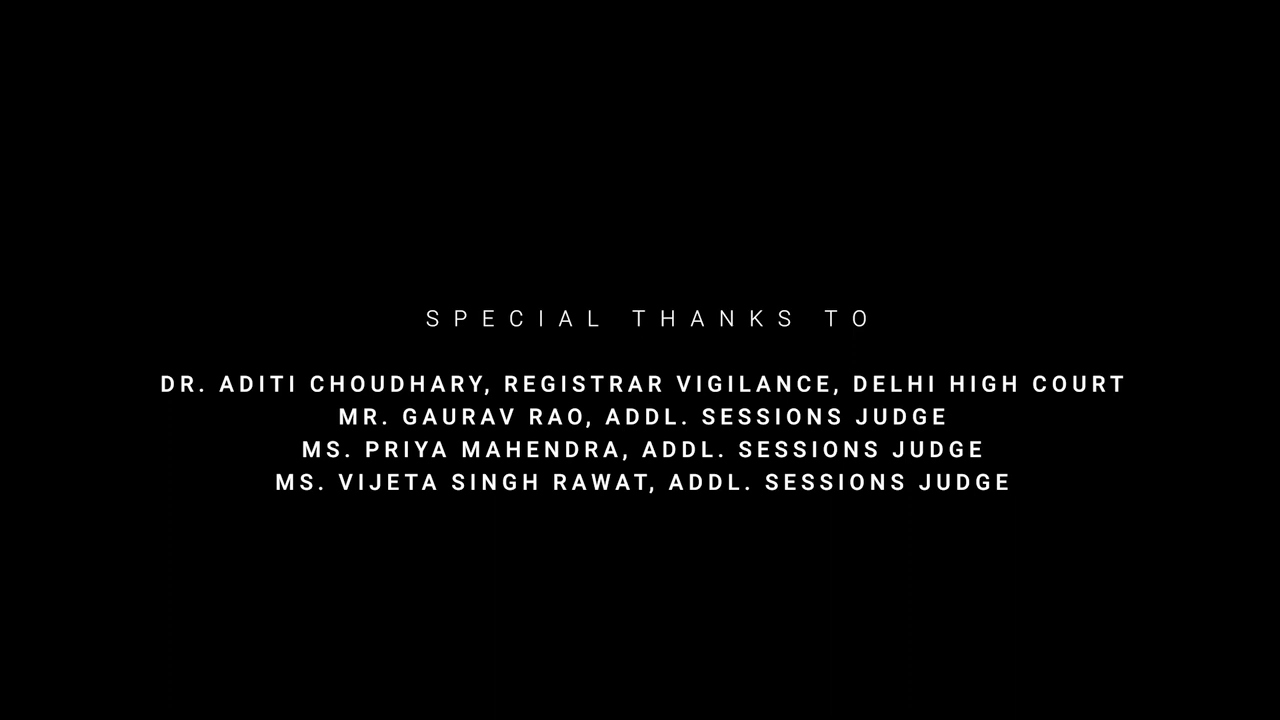 SPECIAL THANKS TO
DR. ADITI CHOUDHARY, REGISTRAR VIGILANCE, DELHI HIGH COURT
MR. GAURAV RAO, ADDL. SESSIONS JUDGE
MS. PRIYA MAHENDRA, ADDL. SESSIONS JUDGE
MS. VIJETA SINGH RAWAT, ADDL. SESSIONS JUDGE